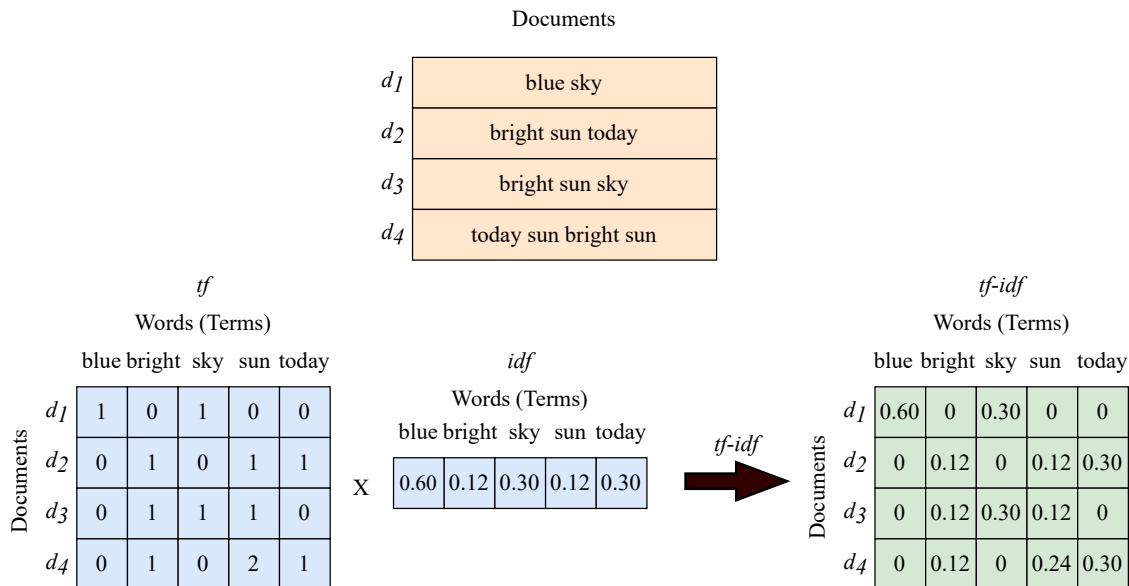 Documents
d1 blue sky
d2 bright sun today
d3 bright sun sky
d4 today sun bright sun
tf
Words (Terms)
blue bright sky sun today
Documents
d1 1 0 1 0 0
d2 0 1 0 1 1
d3 0 1 1 1 0
d4 0 1 0 2 1
X
idf
Words (Terms)
blue bright sky sun today
0.60 0.12 0.30 0.12 0.30
tf-idf
tf-idf
Words (Terms)
blue bright sky sun today
Documents
d1 0.60 0 0.30 0 0
d2 0 0.12 0 0.12 0.30
d3 0 0.12 0.30 0.12 0
d4 0 0.12 0 0.24 0.30